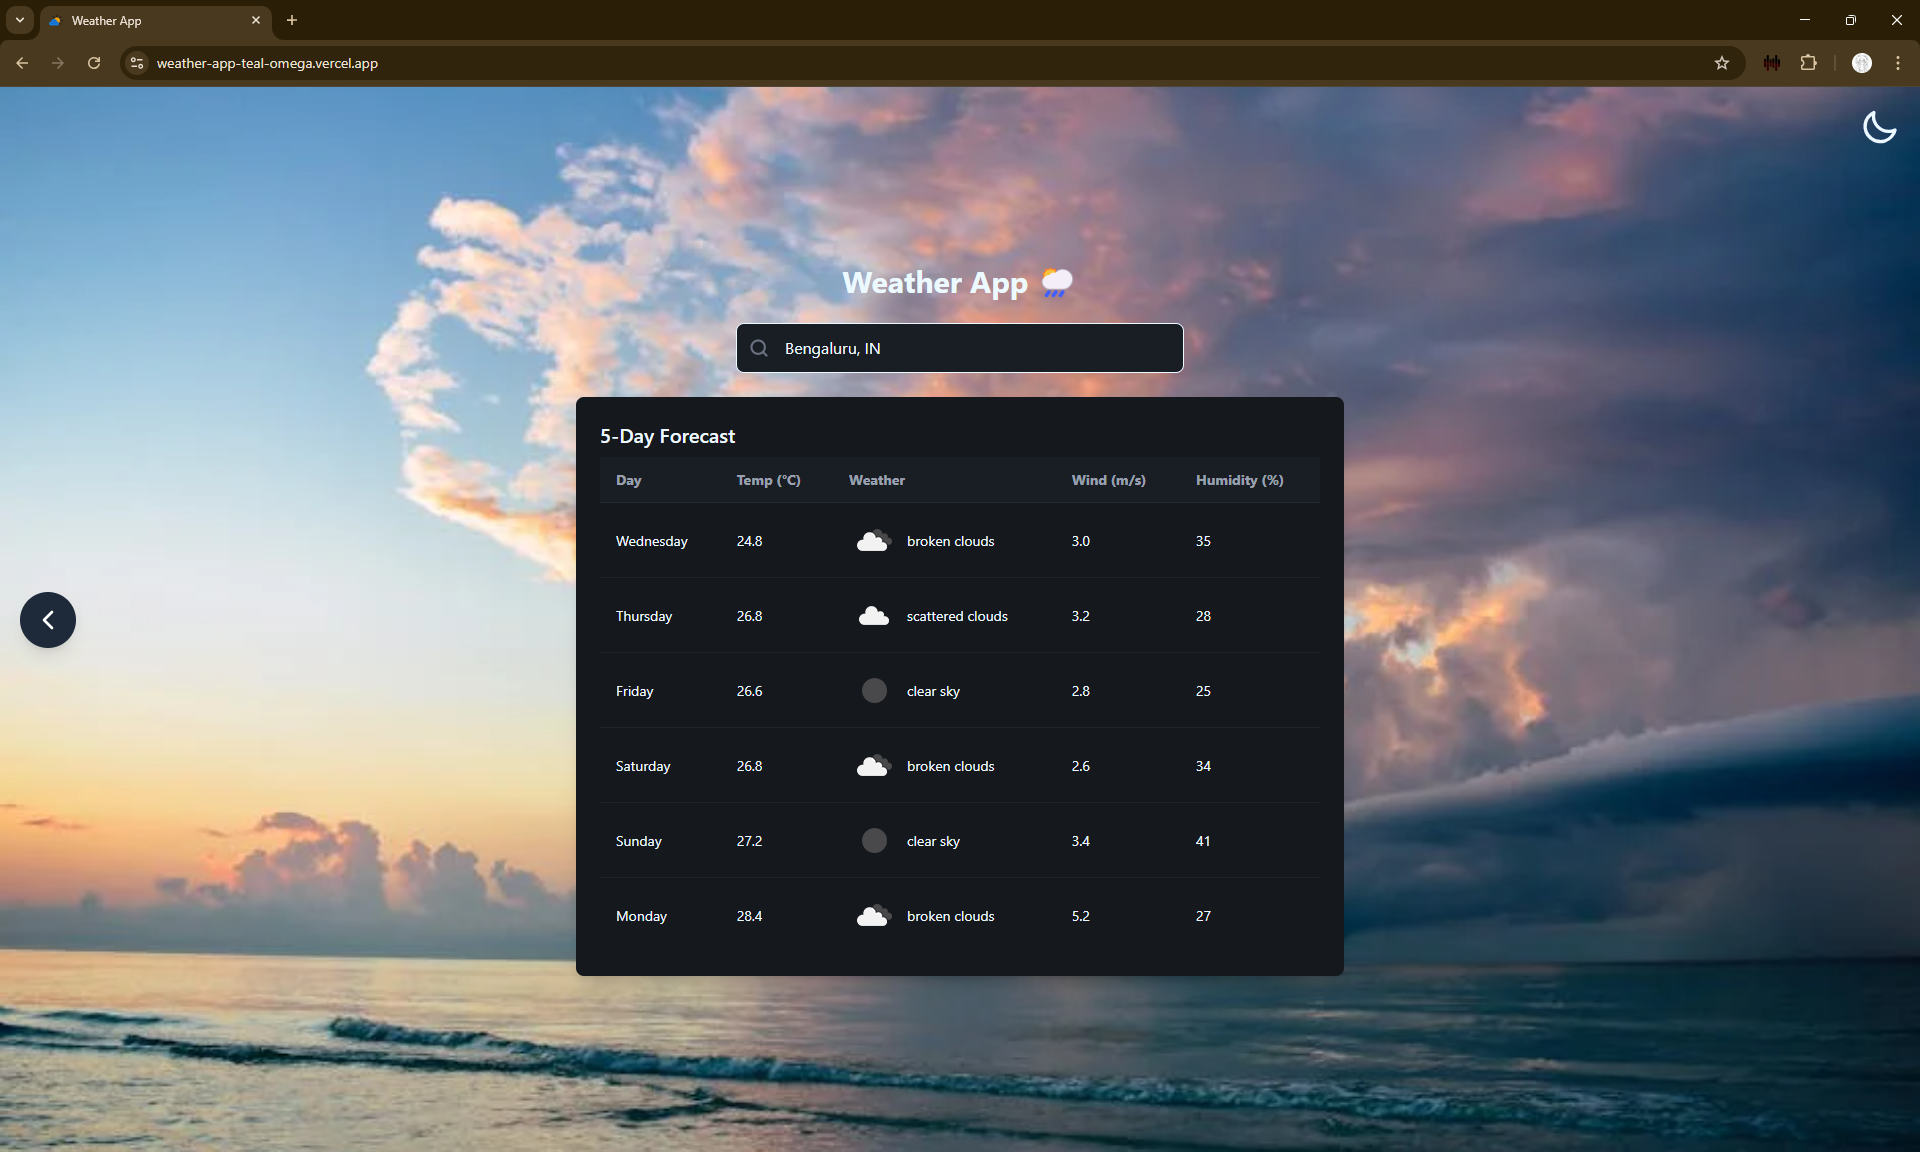 Weather App
weather-app-teal-omega.vercel.app
Weather App
Bengaluru, IN
5-Day Forecast
Day Temp (°C) Weather Wind (m/s) Humidity (%)
Wednesday 24.8 broken clouds 3.0 35
Thursday 26.8 scattered clouds 3.2 28
Friday 26.6 clear sky 2.8 25
Saturday 26.8 broken clouds 2.6 34
Sunday 27.2 clear sky 3.4 41
Monday 28.4 broken clouds 5.2 27